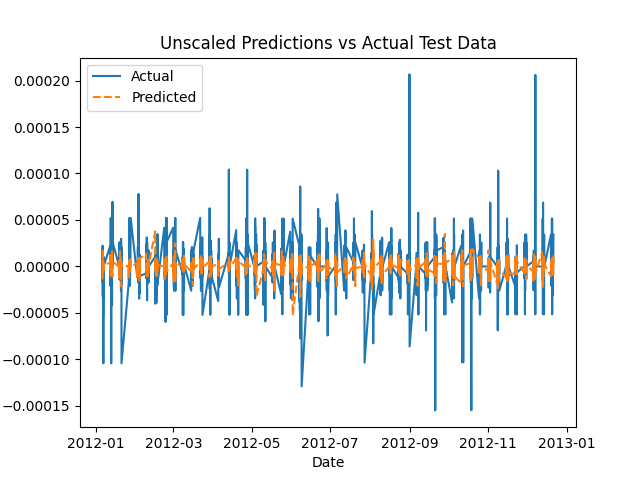 Unscaled Predictions vs Actual Test Data
Actual
Predicted
0.00020
0.00015
0.00010
0.00005
0.00000
−0.00005
−0.00010
−0.00015
2012-01 2012-03 2012-05 2012-07 2012-09 2012-11 2013-01
Date